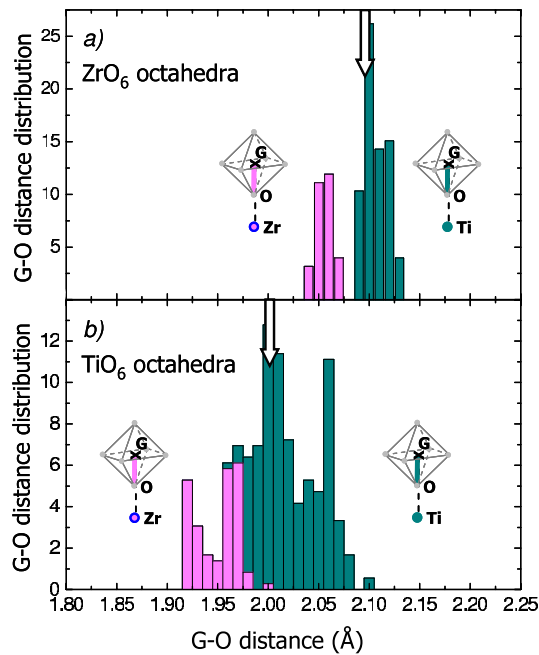 a)
ZrO6 octahedra
G-O distance distribution
25
20
15
10
5
G
O
Zr
G
O
Ti
b)
TiO6 octahedra
G-O distance distribution
12
10
8
6
4
2
0
G
O
Zr
G
O
Ti
1.80 1.85 1.90 1.95 2.00 2.05 2.10 2.15 2.20 2.25
G-O distance (Å)